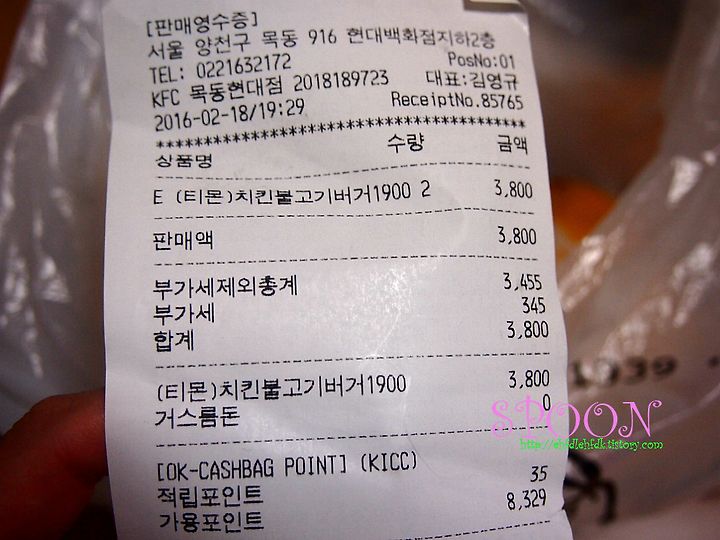 [판매영수증]
서울 양천구 목동 916 현대백화점지하2층
TEL: 0221632172 PosNo:01
KFC 목동현대점 2018189723 대표:김영규
2016-02-18/19:29 ReceiptNo.85765
****************************************
상품명 수량 금액
E (티몬)치킨불고기버거1900 2 3,800
판매액 3,800
부가세제외총계 3,455
부가세 345
합계 3,800
(티몬)치킨불고기버거1900 3,800
거스름돈 0
[OK-CASHBAG POINT] (KICC)
적립포인트 35
가용포인트 8,329
1939
SPOON
http://childlehfdk.tistory.com